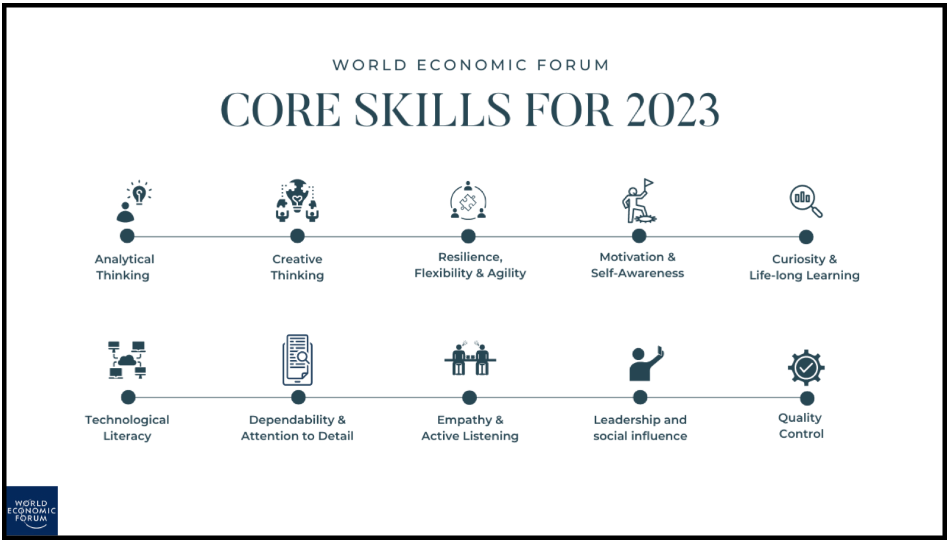 WORLD ECONOMIC FORUM
CORE SKILLS FOR 2023
Analytical
Thinking
Creative
Thinking
Resilience,
Flexibility & Agility
Motivation &
Self-Awareness
Curiosity &
Life-long Learning
Technological
Literacy
Dependability &
Attention to Detail
Empathy &
Active Listening
Leadership and
social influence
Quality
Control
WORLD
ECONOMIC
FORUM